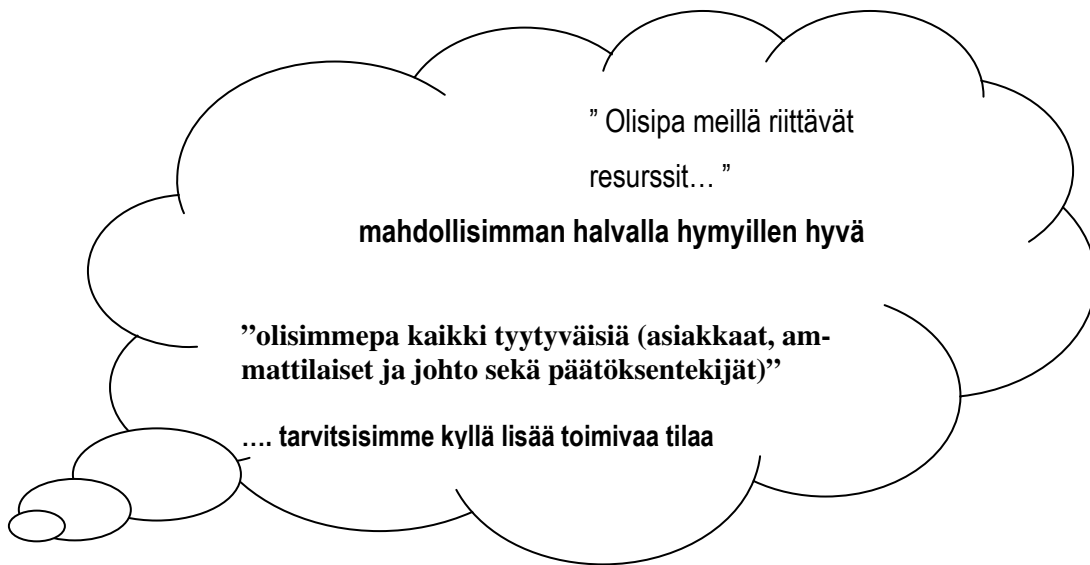 ” Olisipa meillä riittävät
resurssit… ”
mahdollisimman halvalla hymyillen hyvä
”olisimmepa kaikki tyytyväisiä (asiakkaat, am-
mattilaiset ja johto sekä päätöksentekijät)”
…. tarvitsisimme kyllä lisää toimivaa tilaa